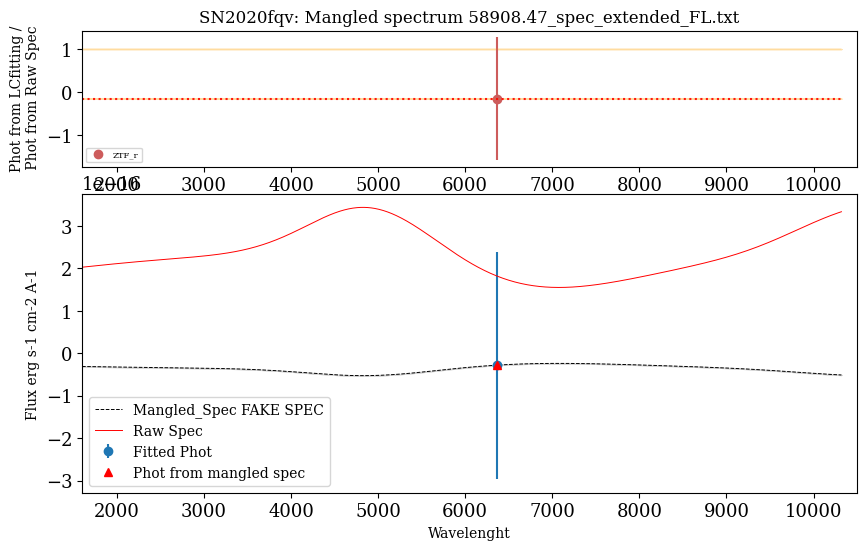 SN2020fqv: Mangled spectrum 58908.47_spec_extended_FL.txt
Phot from LCfitting /
Phot from Raw Spec
1
0
−1
ZTF_r
2000 3000 4000 5000 6000 7000 8000 9000 10000
1e−16
Flux erg s-1 cm-2 A-1
3
2
1
0
−1
−2
−3
Mangled_Spec FAKE SPEC
Raw Spec
Fitted Phot
Phot from mangled spec
2000 3000 4000 5000 6000 7000 8000 9000 10000
Wavelenght